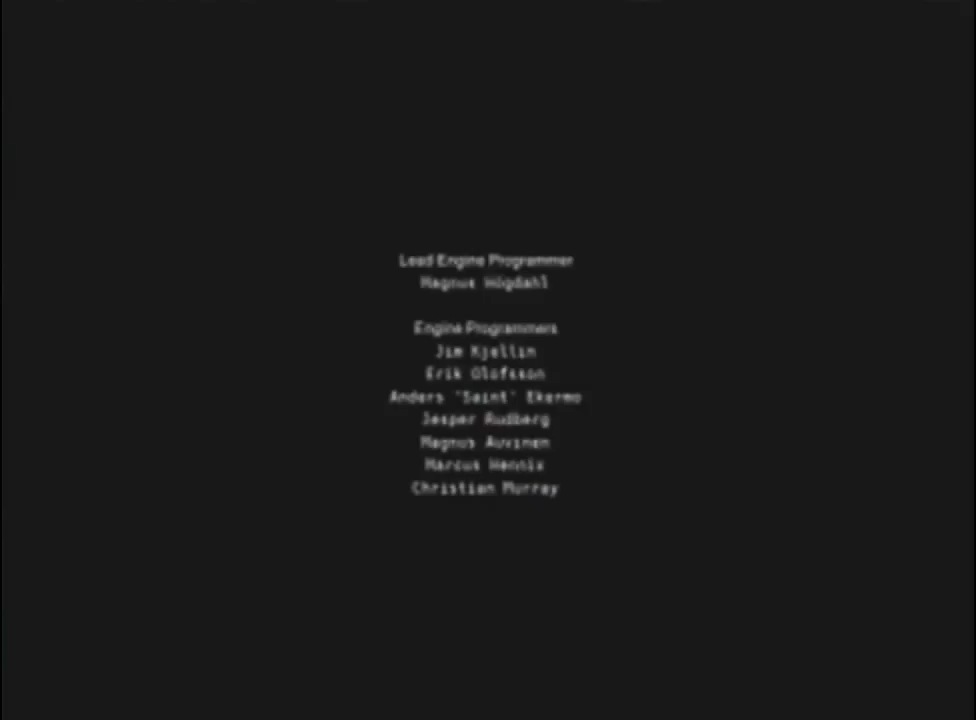 Lead Engine Programmer
Magnus Högdahl
Engine Programmers
Jim Kjellin
Erik Olofsson
Anders 'Saint' Ekermo
Jesper Rudberg
Magnus Auvinen
Marcus Hennix
Christian Murray